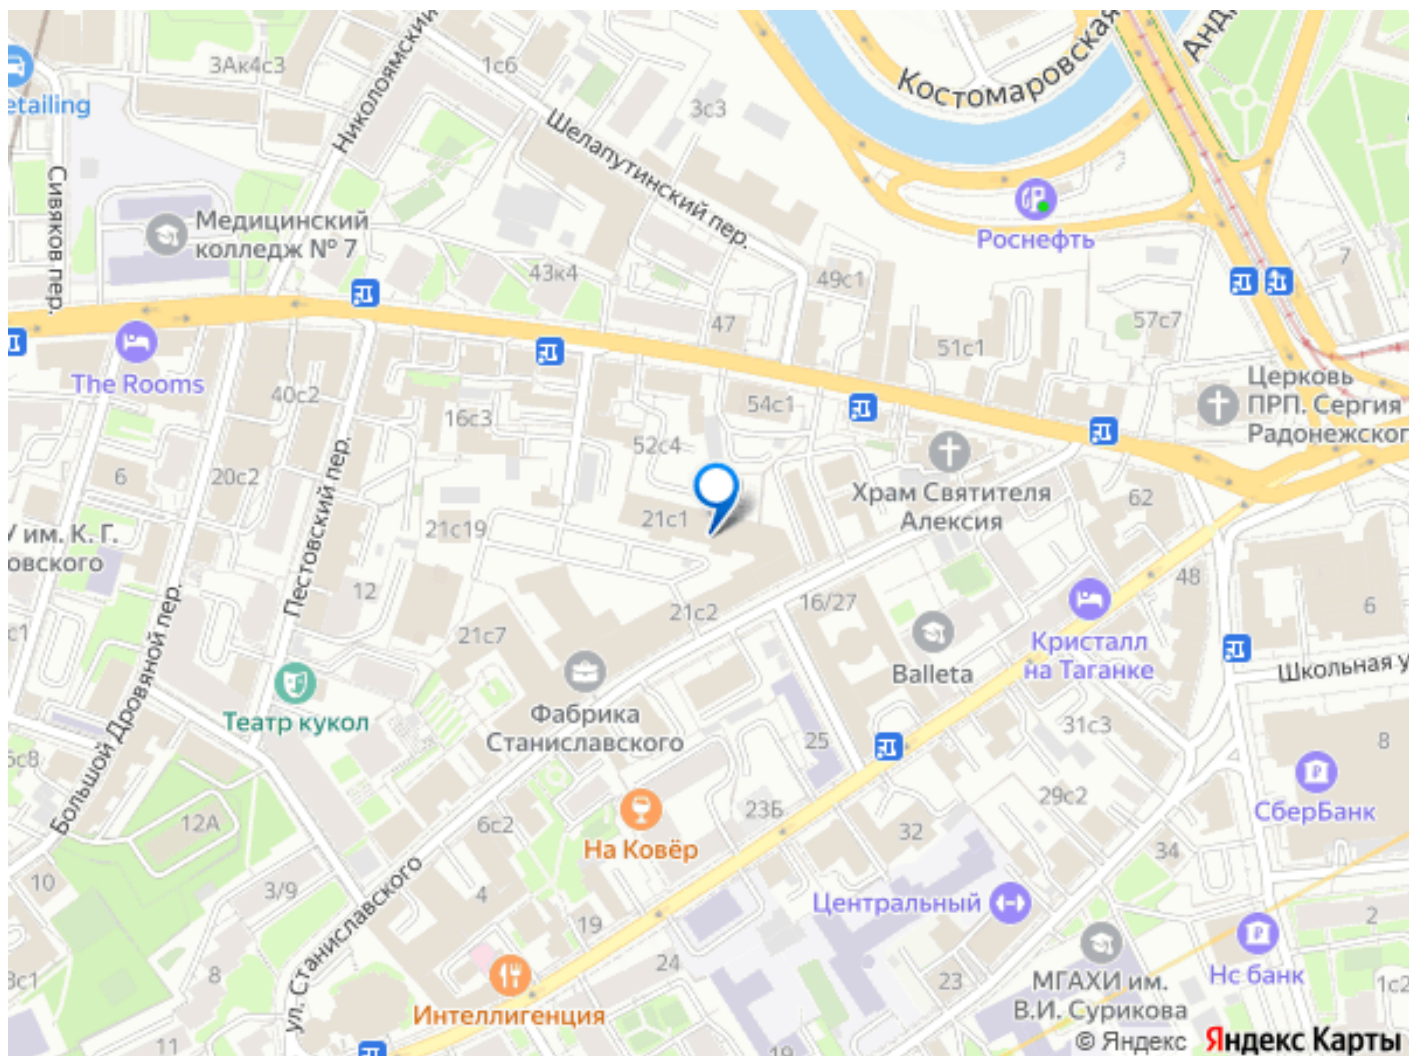 Костомаровская
3Ак4с3
1с6
3с3
etailing
Николоямский
Шелапутинский пер.
Сивяков пер.
Медицинский
колледж № 7
Роснефть
43к4
49с1
7
47
57с7
51с1
The Rooms
40с2
16с3
54с1
52с4
Церковь
ПРП. Сергия
Радонежског
6
20с2
Пестовский пер.
21с19
21с1
Храм Святителя
Алексия
62
У им. К. Г.
овского
12
48
с1
21с7
21с2
16/27
6
Balleta
Кристалл
на Таганке
Школьная у
Большой Дровяной пер.
Театр кукол
Фабрика
Станиславского
25
31с3
8
5с8
12А
6с2
На Ковёр
23Б
32
29с2
34
СберБанк
10
3/9
4
ул. Станиславского
19
Центральный
2
8
3с1
24
23
МГАХИ им.
В.И. Сурикова
Нс банк
1с2
Интеллигенция
11
19
© Яндекс Яндекс Карты